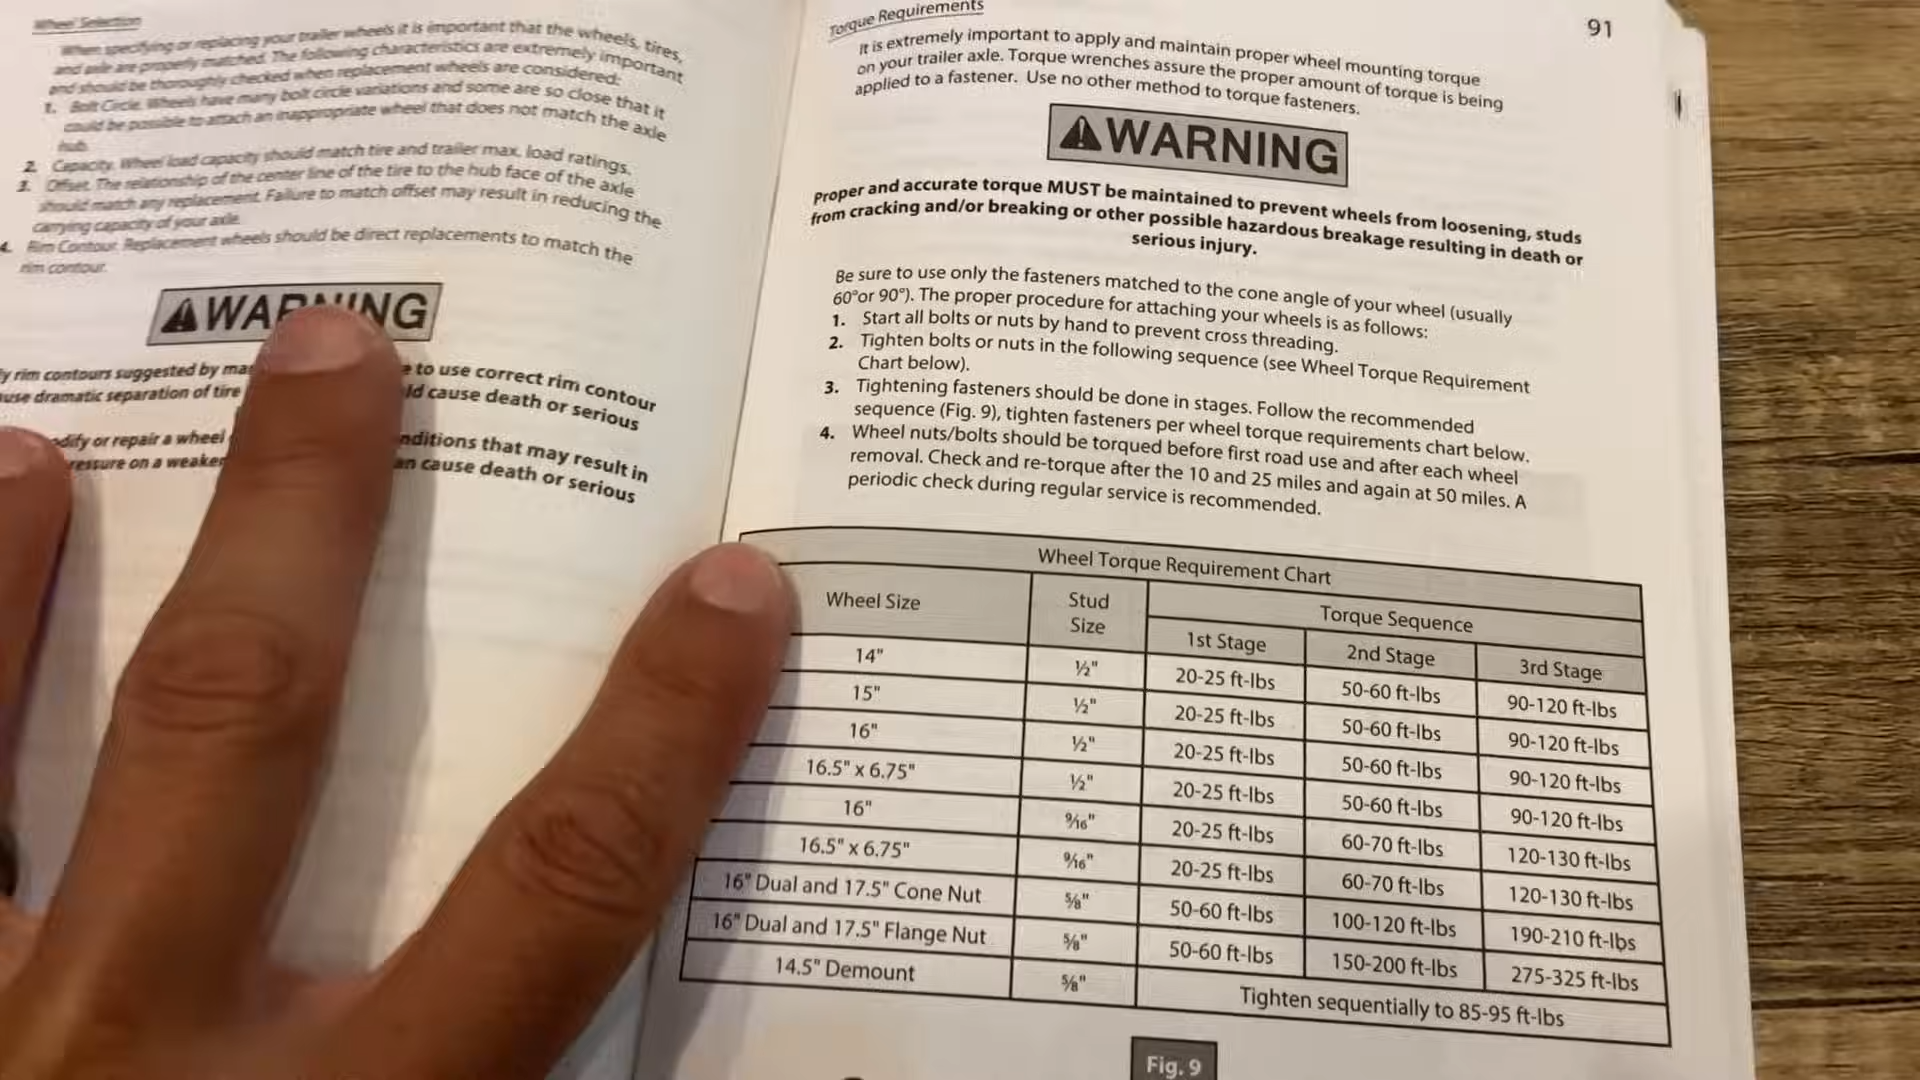 Wheel Selection
When specifying or replacing your trailer wheels it is important that the wheels, tires,
and axle are properly matched. The following characteristics are extremely important
and should be thoroughly checked when replacement wheels are considered:
1. Bolt Circle. Wheels have many bolt circle variations and some are so close that it
could be possible to attach an inappropriate wheel that does not match the axle
hub.
2. Capacity. Wheel load capacity should match tire and trailer max. load ratings.
3. Offset. The relationship of the center line of the tire to the hub face of the axle
should match any replacement. Failure to match offset may result in reducing the
carrying capacity of your axle.
4. Rim Contour. Replacement wheels should be direct replacements to match the
rim contour.
WARNING
rim contours suggested by to use correct rim contour
dramatic separation of tire cause death or serious
or repair a wheel that may result in
on a cause death or serious
91
Torque Requirements
It is extremely important to apply and maintain proper wheel mounting torque
on your trailer axle. Torque wrenches assure the proper amount of torque is being
applied to a fastener. Use no other method to torque fasteners.
WARNING
Proper and accurate torque MUST be maintained to prevent wheels from loosening, studs
from cracking and/or breaking or other possible hazardous breakage resulting in death or
serious injury.
Be sure to use only the fasteners matched to the cone angle of your wheel (usually
60°or 90°). The proper procedure for attaching your wheels is as follows:
1. Start all bolts or nuts by hand to prevent cross threading.
2. Tighten bolts or nuts in the following sequence (see Wheel Torque Requirement
Chart below).
3. Tightening fasteners should be done in stages. Follow the recommended
sequence (Fig. 9), tighten fasteners per wheel torque requirements chart below.
4. Wheel nuts/bolts should be torqued before first road use and after each wheel
removal. Check and re-torque after the 10 and 25 miles and again at 50 miles. A
periodic check during regular service is recommended.
Wheel Torque Requirement Chart
Wheel Size Stud Size Torque Sequence
1st Stage 2nd Stage 3rd Stage
14" ½" 20-25 ft-lbs 50-60 ft-lbs 90-120 ft-lbs
15" ½" 20-25 ft-lbs 50-60 ft-lbs 90-120 ft-lbs
16" ½" 20-25 ft-lbs 50-60 ft-lbs 90-120 ft-lbs
16.5" x 6.75" ½" 20-25 ft-lbs 50-60 ft-lbs 90-120 ft-lbs
16" 9/16" 20-25 ft-lbs 60-70 ft-lbs 120-130 ft-lbs
16.5" x 6.75" 9/16" 20-25 ft-lbs 60-70 ft-lbs 120-130 ft-lbs
16" Dual and 17.5" Cone Nut 5/8" 50-60 ft-lbs 100-120 ft-lbs 190-210 ft-lbs
16" Dual and 17.5" Flange Nut 5/8" 50-60 ft-lbs 150-200 ft-lbs 275-325 ft-lbs
14.5" Demount 5/8" Tighten sequentially to 85-95 ft-lbs
Fig. 9